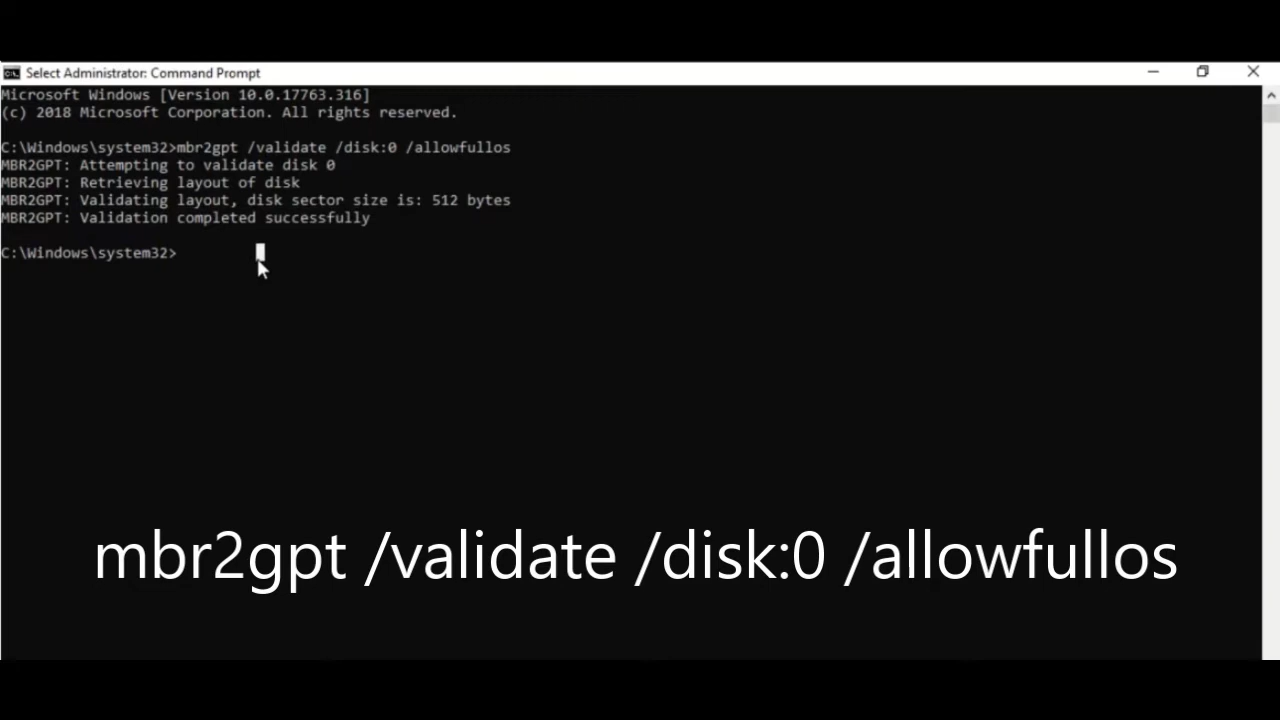 Select Administrator: Command Prompt
Microsoft Windows [Version 10.0.17763.316]
(c) 2018 Microsoft Corporation. All rights reserved.
C:\Windows\system32>mbr2gpt /validate /disk:0 /allowfullos
MBR2GPT: Attempting to validate disk 0
MBR2GPT: Retrieving layout of disk
MBR2GPT: Validating layout, disk sector size is: 512 bytes
MBR2GPT: Validation completed successfully
C:\Windows\system32>
mbr2gpt /validate /disk:0 /allowfullos